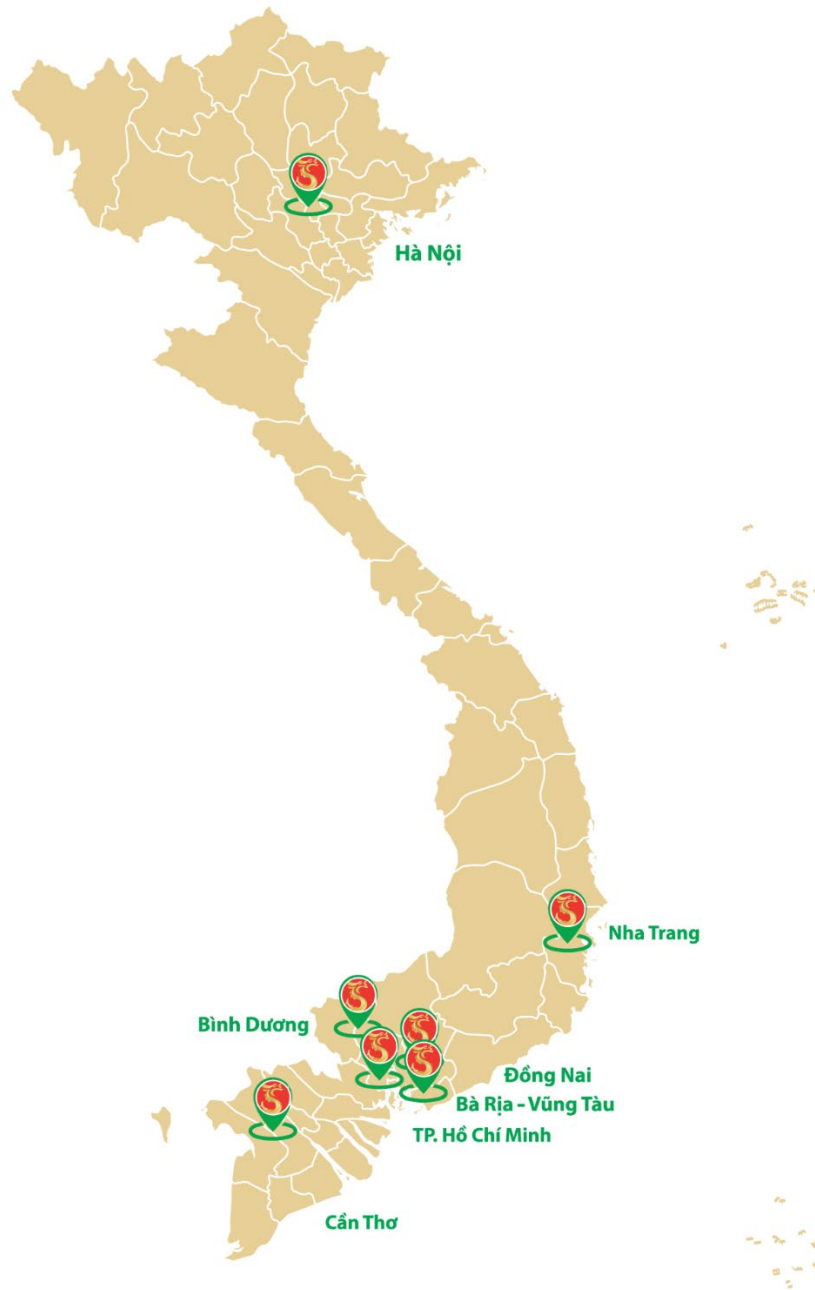 Hà Nội
Nha Trang
Bình Dương
Đồng Nai
Bà Rịa - Vũng Tàu
TP. Hồ Chí Minh
Cần Thơ